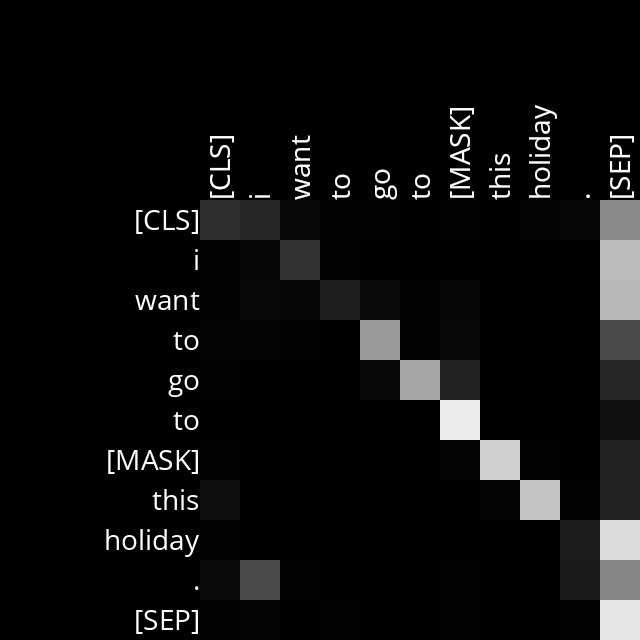 [CLS] i want to go to [MASK] this holiday . [SEP]
[CLS]
i
want
to
go
to
[MASK]
this
holiday
.
[SEP]